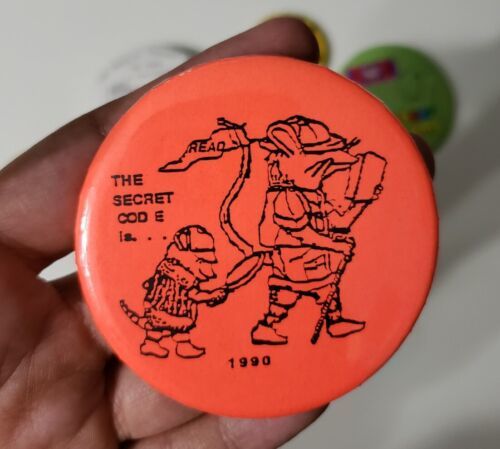 READ
THE
SECRET
COD E
is. . .
1990